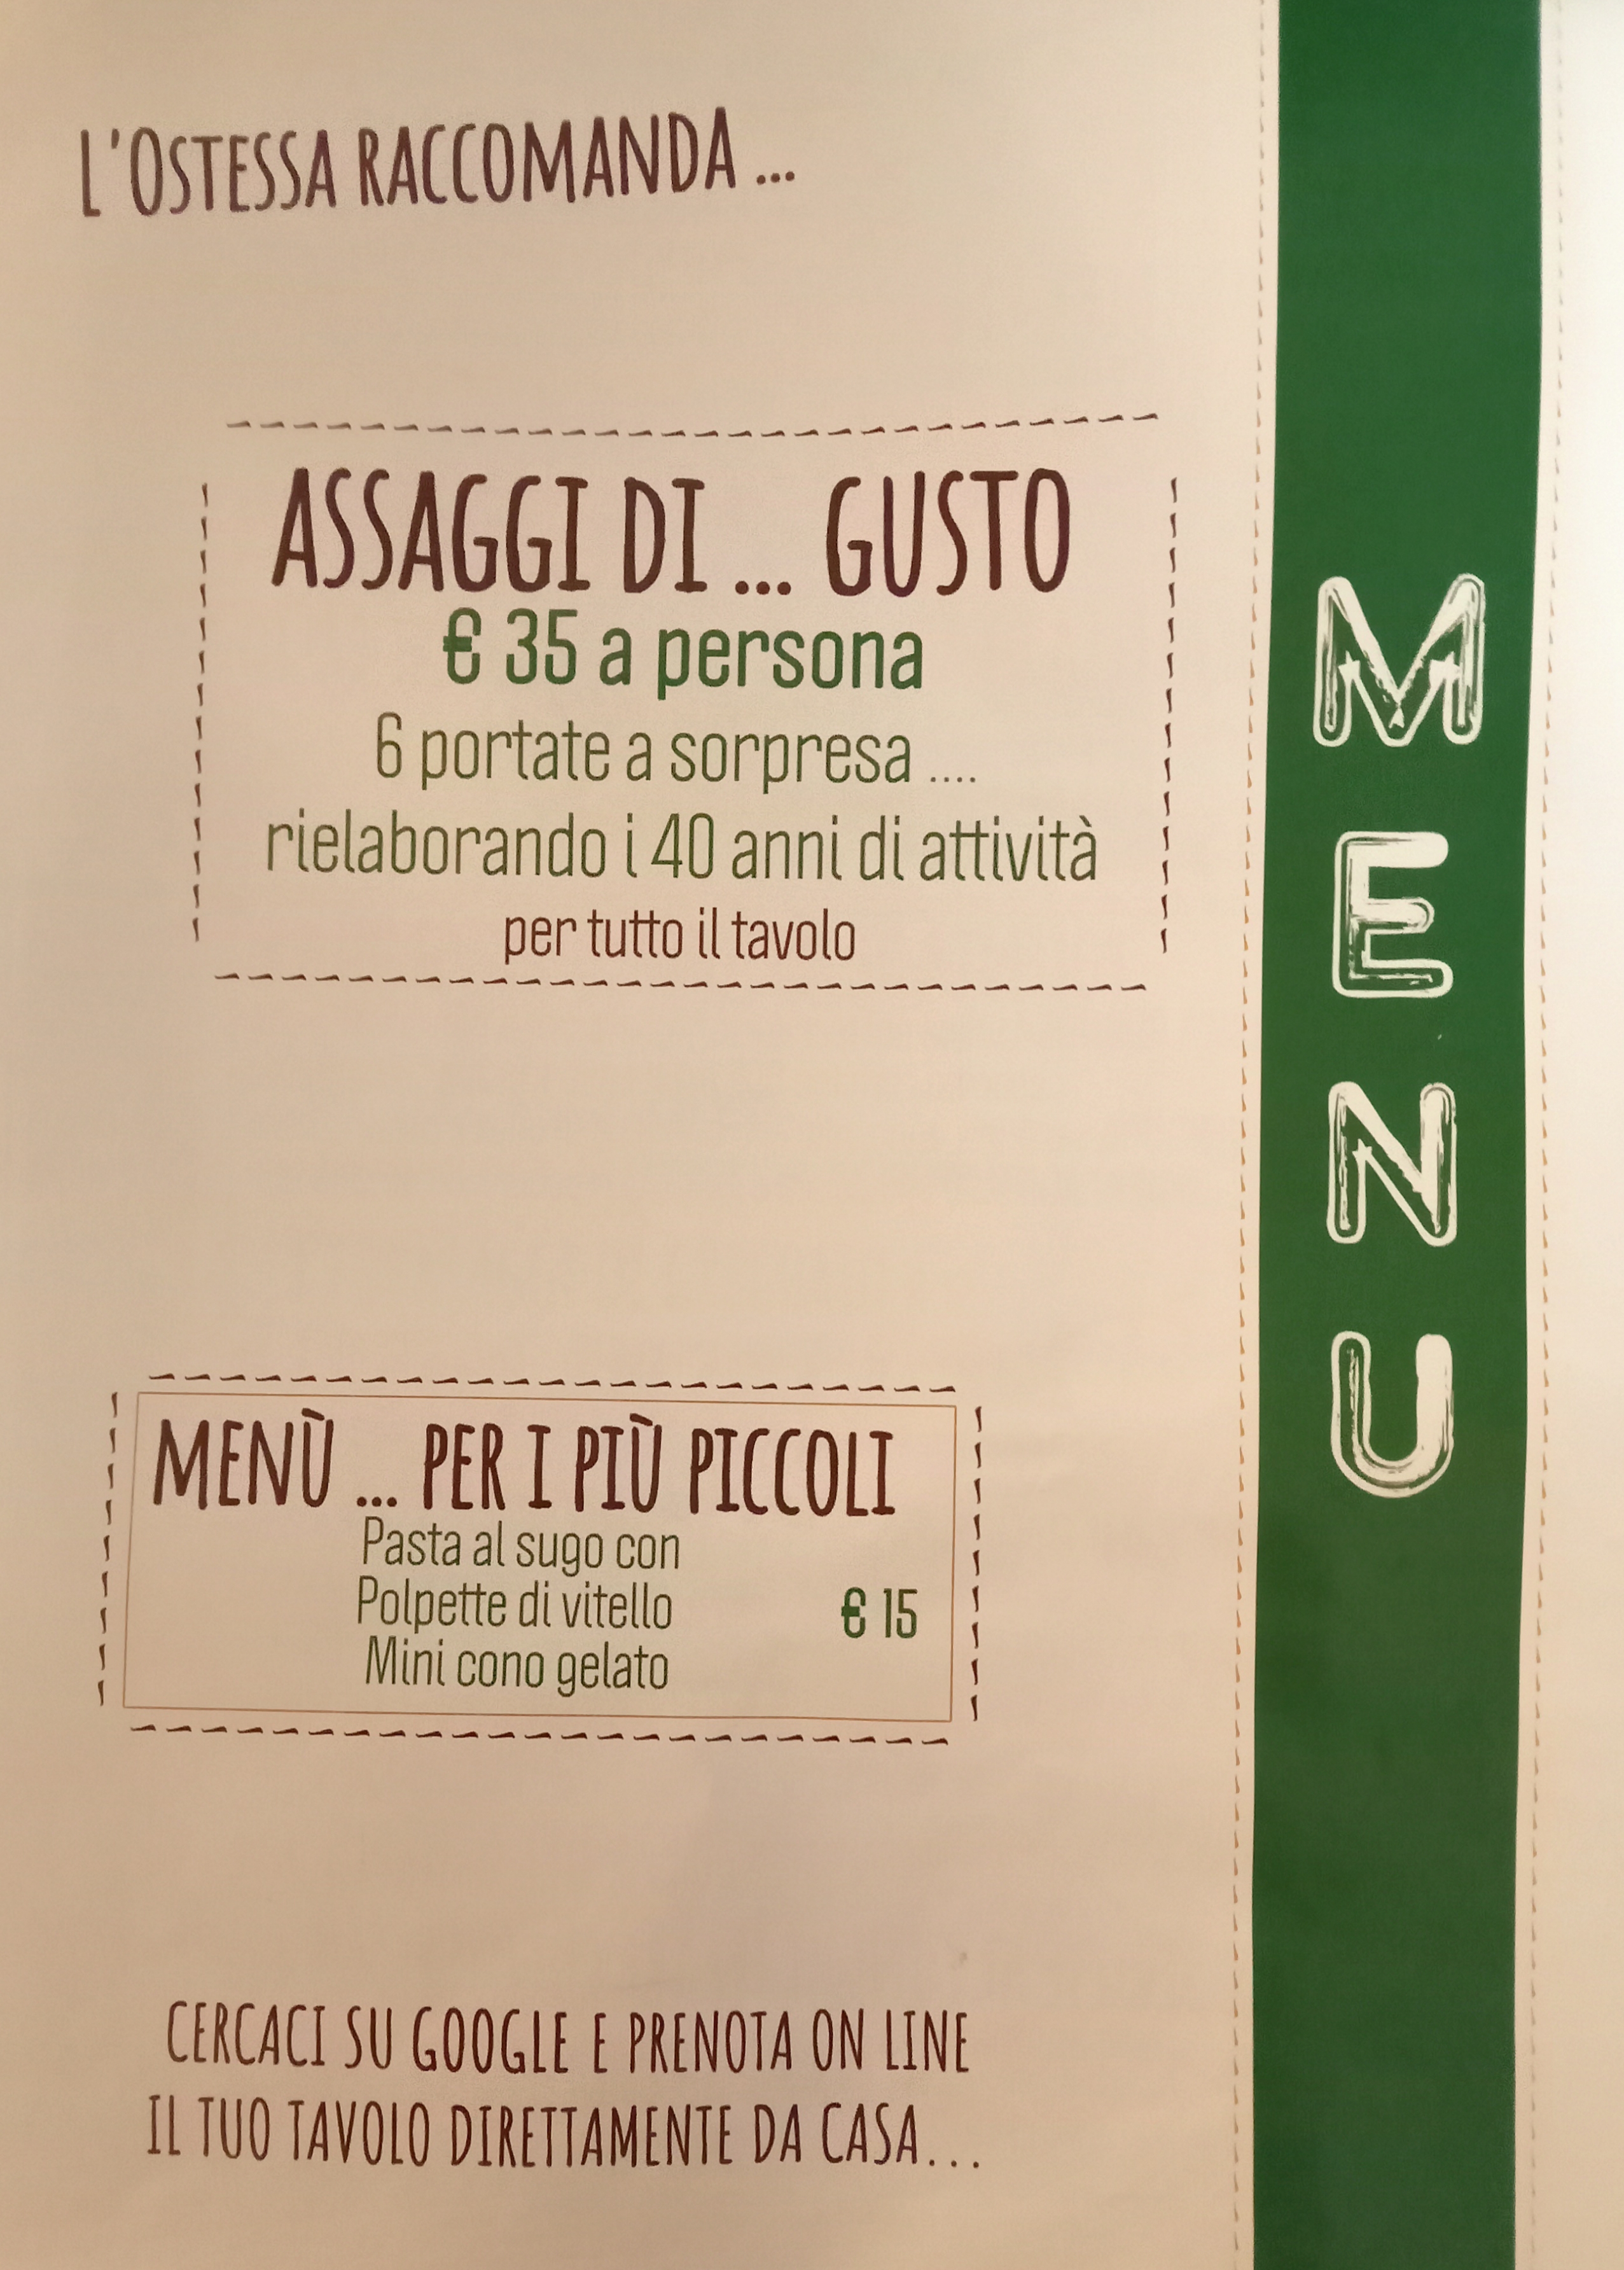 L'OSTESSA RACCOMANDA ...
ASSAGGI DI ... GUSTO
€ 35 a persona
6 portate a sorpresa ....
rielaborando i 40 anni di attività
per tutto il tavolo
MENÙ ... PER I PIÙ PICCOLI
Pasta al sugo con
Polpette di vitello
€ 15
Mini cono gelato
CERCACI SU GOOGLE E PRENOTA ON LINE
IL TUO TAVOLO DIRETTAMENTE DA CASA...
MENU